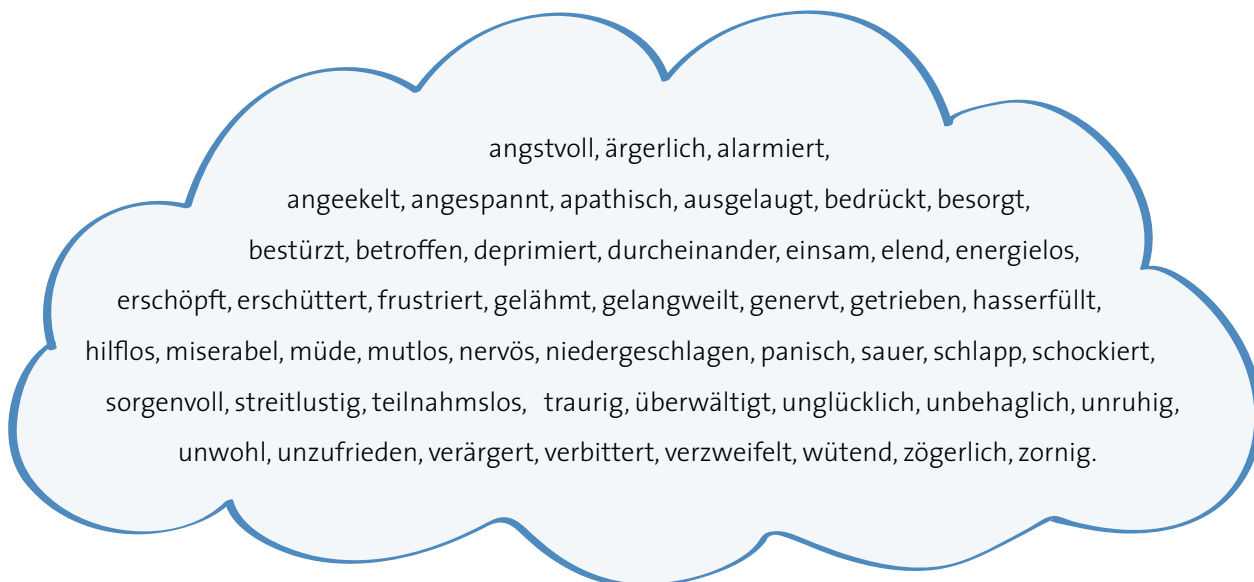 angstvoll, ärgerlich, alarmiert,
angeekelt, angespannt, apathisch, ausgelaugt, bedrückt, besorgt,
bestürzt, betroffen, deprimiert, durcheinander, einsam, elend, energielos,
erschöpft, erschüttert, frustriert, gelähmt, gelangweilt, genervt, getrieben, hasserfüllt,
hilflos, miserabel, müde, mutlos, nervös, niedergeschlagen, panisch, sauer, schlapp, schockiert,
sorgenvoll, streitlustig, teilnahmslos, traurig, überwältigt, unglücklich, unbehaglich, unruhig,
unwohl, unzufrieden, verärgert, verbittert, verzweifelt, wütend, zögerlich, zornig.